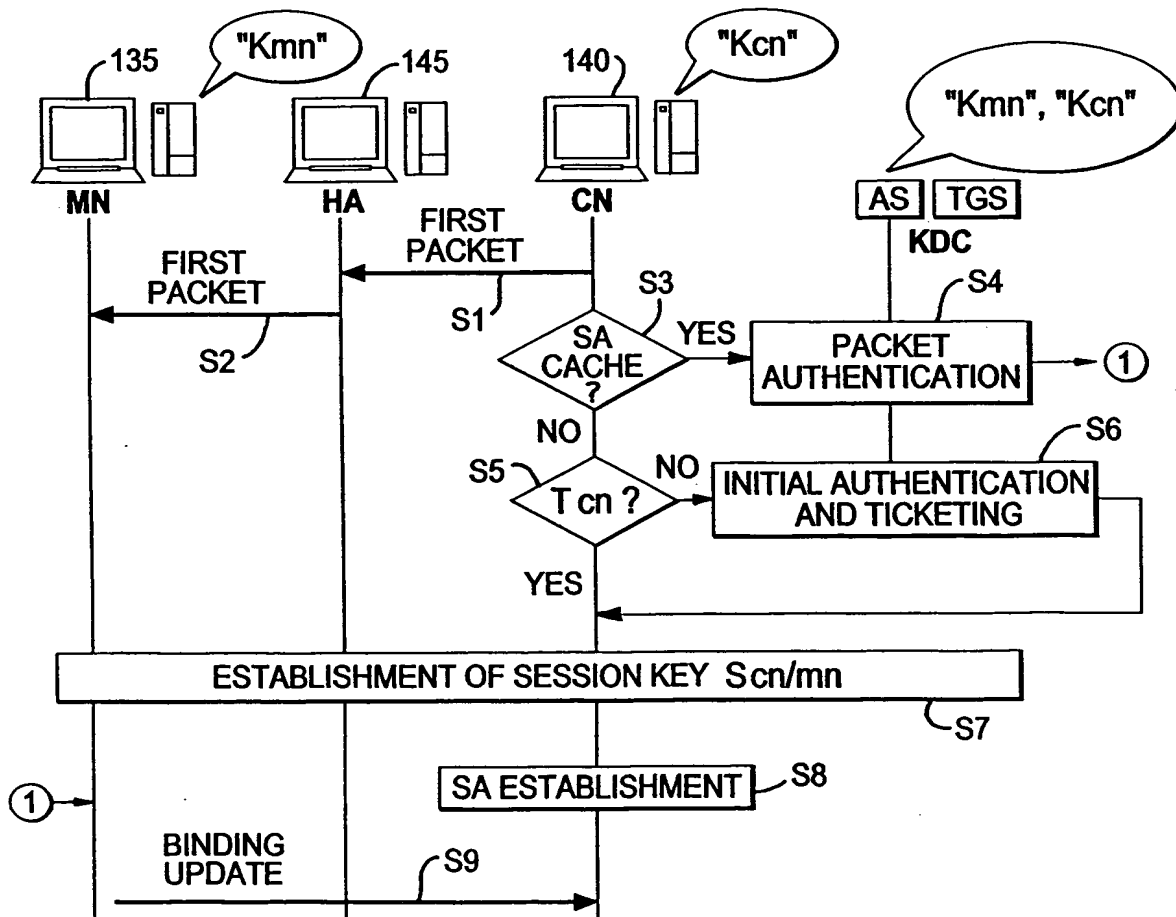 "Kmn"
"Kcn"
"Kmn", "Kcn"
135
145
140
MN
HA
CN
AS
TGS
KDC
FIRST
PACKET
FIRST
PACKET
S1
S2
S3
SA
CACHE
?
YES
S4
PACKET
AUTHENTICATION
1
NO
S5
T cn ?
NO
S6
INITIAL AUTHENTICATION
AND TICKETING
YES
ESTABLISHMENT OF SESSION KEY Scn/mn
S7
SA ESTABLISHMENT
S8
1
BINDING
UPDATE
S9